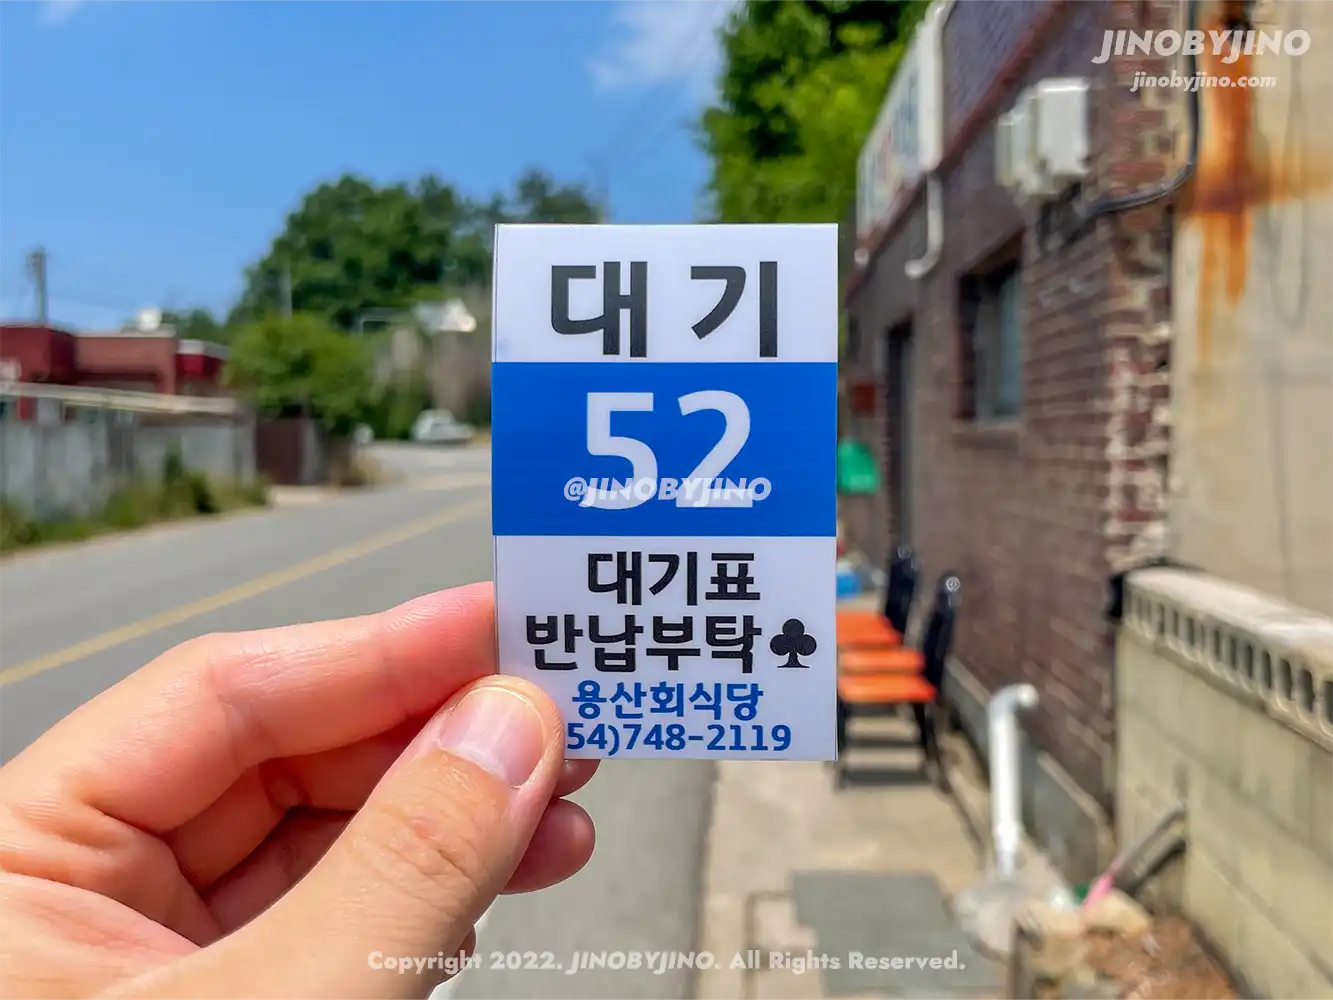 JINOBYJINO
jinobyjino.com
대기
52
@JINOBYJINO
대기표
반납부탁♣
용산회식당
54)748-2119
Copyright 2022. JINOBYJINO. All Rights Reserved.